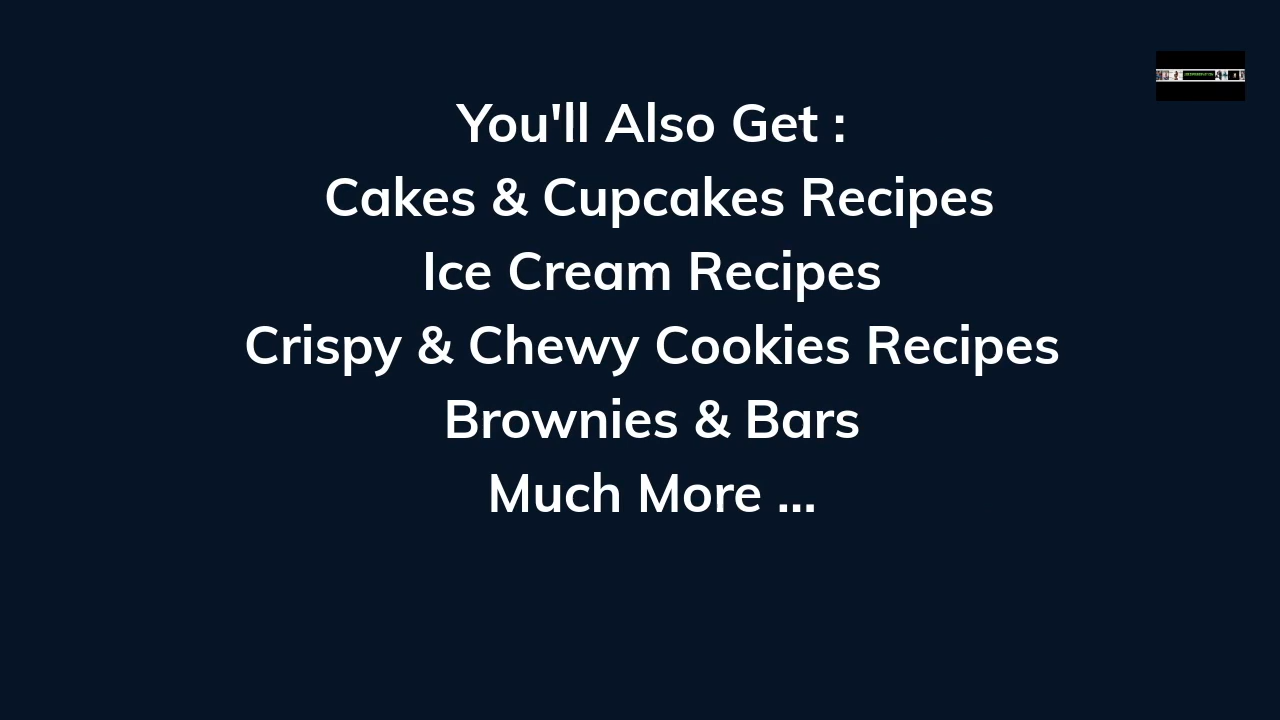 You'll Also Get :
Cakes & Cupcakes Recipes
Ice Cream Recipes
Crispy & Chewy Cookies Recipes
Brownies & Bars
Much More ...